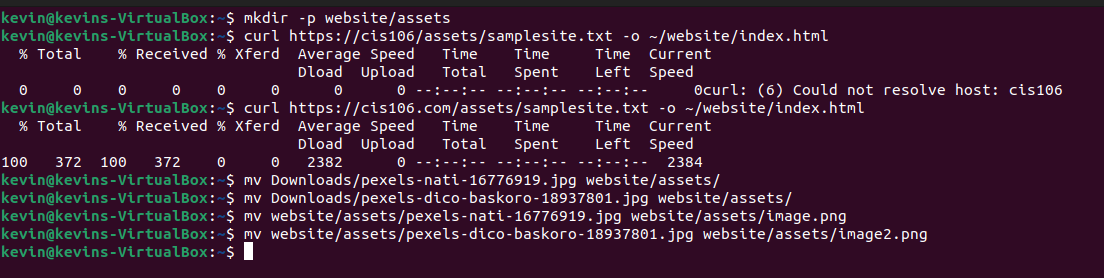 kevin@kevins-VirtualBox:~$ mkdir -p website/assets
kevin@kevins-VirtualBox:~$ curl https://cis106/assets/samplesite.txt -o ~/website/index.html
  % Total    % Received % Xferd  Average Speed   Time    Time     Time  Current
                                 Dload  Upload   Total   Spent    Left  Speed
  0     0    0     0    0     0      0      0 --:--:-- --:--:-- --:--:--     0curl: (6) Could not resolve host: cis106
kevin@kevins-VirtualBox:~$ curl https://cis106.com/assets/samplesite.txt -o ~/website/index.html
  % Total    % Received % Xferd  Average Speed   Time    Time     Time  Current
                                 Dload  Upload   Total   Spent    Left  Speed
100   372  100   372    0     0   2382      0 --:--:-- --:--:-- --:--:--  2384
kevin@kevins-VirtualBox:~$ mv Downloads/pexels-nati-16776919.jpg website/assets/
kevin@kevins-VirtualBox:~$ mv Downloads/pexels-dico-baskoro-18937801.jpg website/assets/
kevin@kevins-VirtualBox:~$ mv website/assets/pexels-nati-16776919.jpg website/assets/image.png
kevin@kevins-VirtualBox:~$ mv website/assets/pexels-dico-baskoro-18937801.jpg website/assets/image2.png
kevin@kevins-VirtualBox:~$